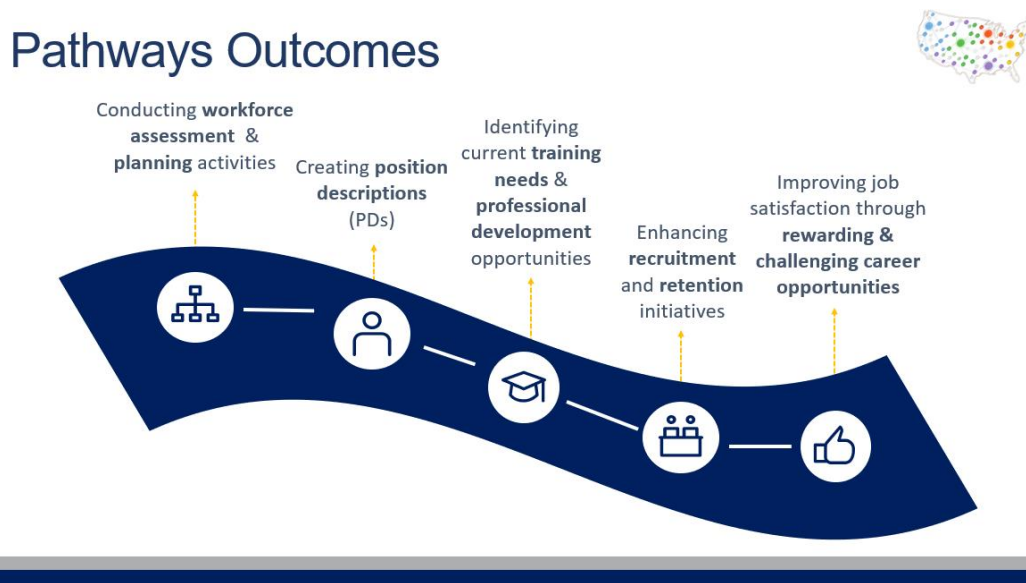 Pathways Outcomes
Conducting workforce
assessment &
planning activities
Creating position
descriptions
(PDs)
Identifying
current training
needs &
professional
development
opportunities
Enhancing
recruitment
and retention
initiatives
Improving job
satisfaction through
rewarding &
challenging career
opportunities